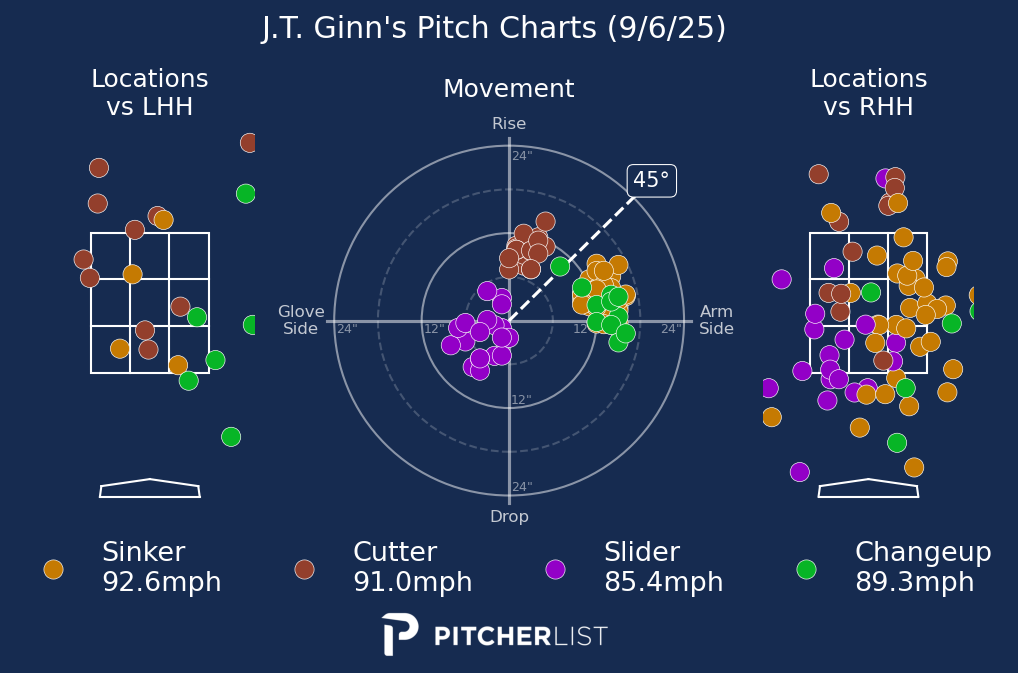 J.T. Ginn's Pitch Charts (9/6/25)
Locations
vs LHH
Movement
Locations
vs RHH
Rise
24"
45°
Glove
Side
24"
12"
12"
24"
Arm
Side
12"
24"
Drop
Sinker
92.6mph
Cutter
91.0mph
Slider
85.4mph
Changeup
89.3mph
PITCHERLIST